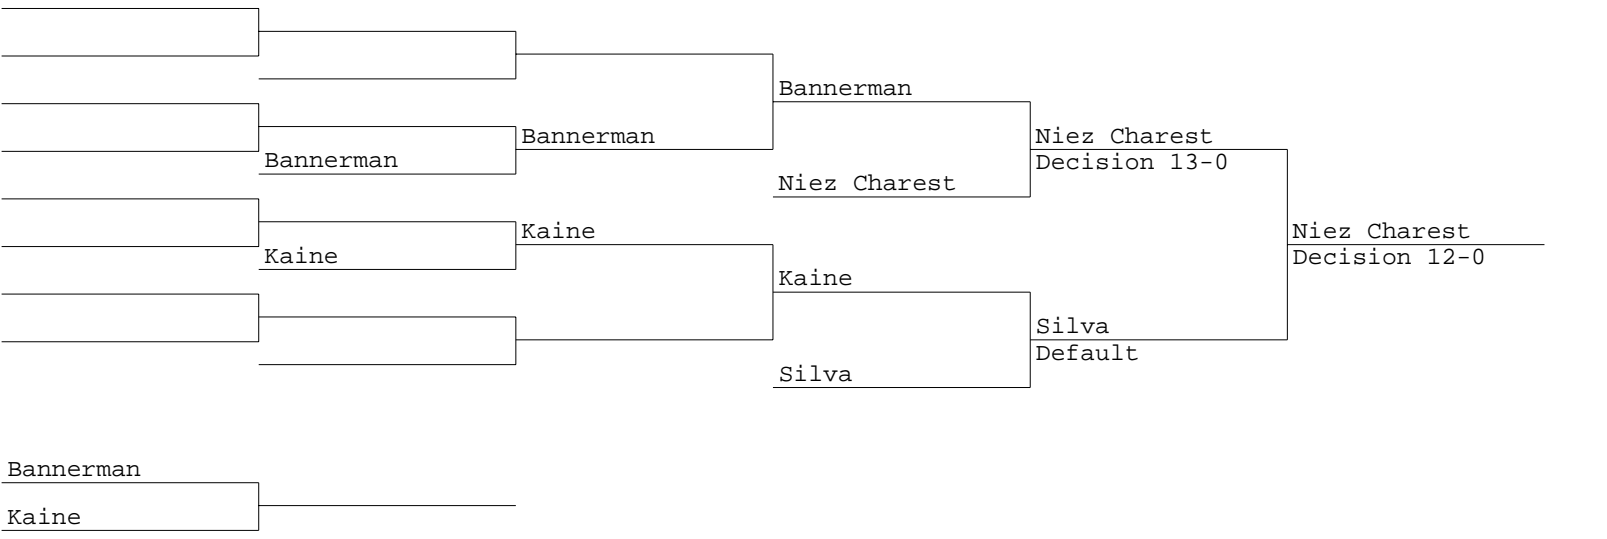 Bannerman
Bannerman
Niez Charest
Decision 13-0
Bannerman
Niez Charest
Kaine
Niez Charest
Kaine
Decision 12-0
Kaine
Silva
Default
Silva
Bannerman
Kaine